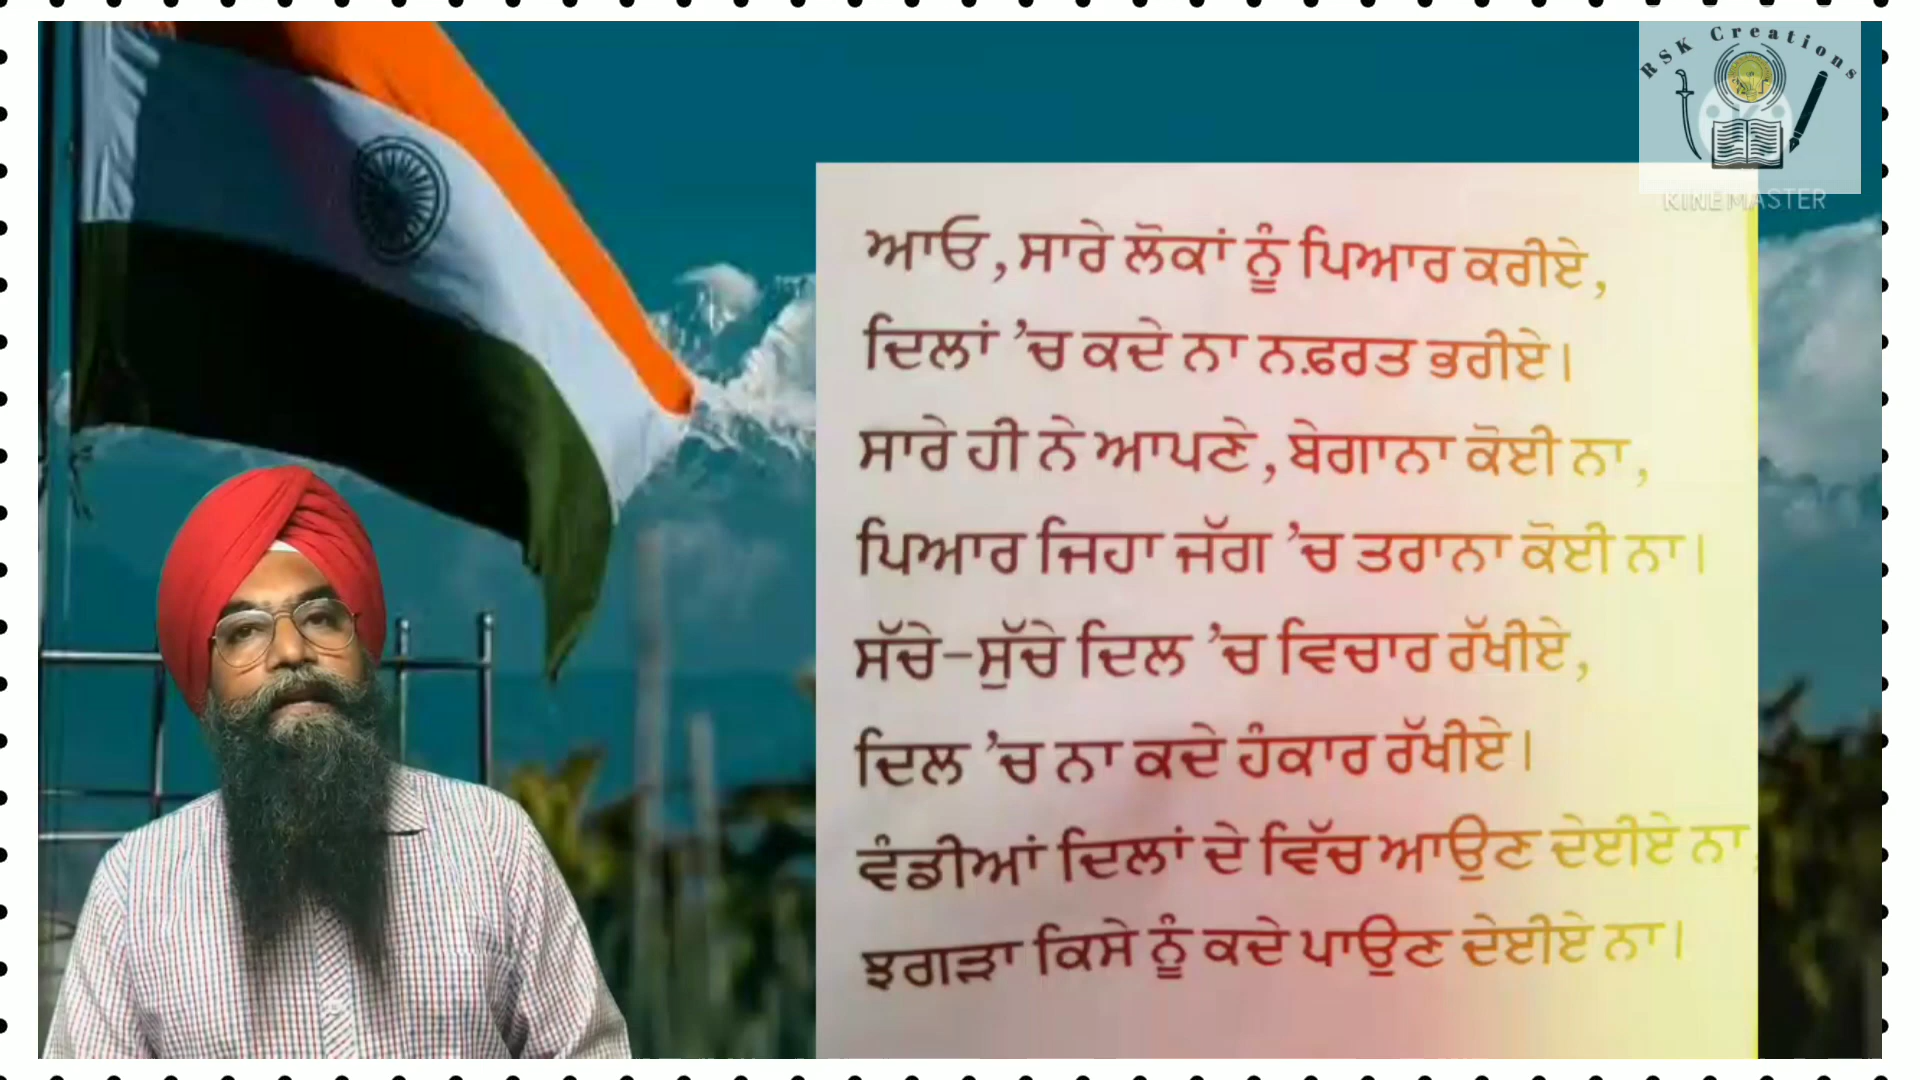 RSK Creations
KINEMASTER
ਆਓ, ਸਾਰੇ ਲੋਕਾਂ ਨੂੰ ਪਿਆਰ ਕਰੀਏ,
ਦਿਲਾਂ ’ਚ ਕਦੇ ਨਾ ਨਫ਼ਰਤ ਭਰੀਏ।
ਸਾਰੇ ਹੀ ਨੇ ਆਪਣੇ, ਬੇਗਾਨਾ ਕੋਈ ਨਾ,
ਪਿਆਰ ਜਿਹਾ ਜੱਗ ’ਚ ਤਰਾਨਾ ਕੋਈ ਨਾ।
ਸੱਚੇ-ਸੁੱਚੇ ਦਿਲ ’ਚ ਵਿਚਾਰ ਰੱਖੀਏ,
ਦਿਲ ’ਚ ਨਾ ਕਦੇ ਹੰਕਾਰ ਰੱਖੀਏ।
ਵੰਡੀਆਂ ਦਿਲਾਂ ਦੇ ਵਿੱਚ ਆਉਣ ਦੇਈਏ ਨਾ,
ਝਗੜਾ ਕਿਸੇ ਨੂੰ ਕਦੇ ਪਾਉਣ ਦੇਈਏ ਨਾ।